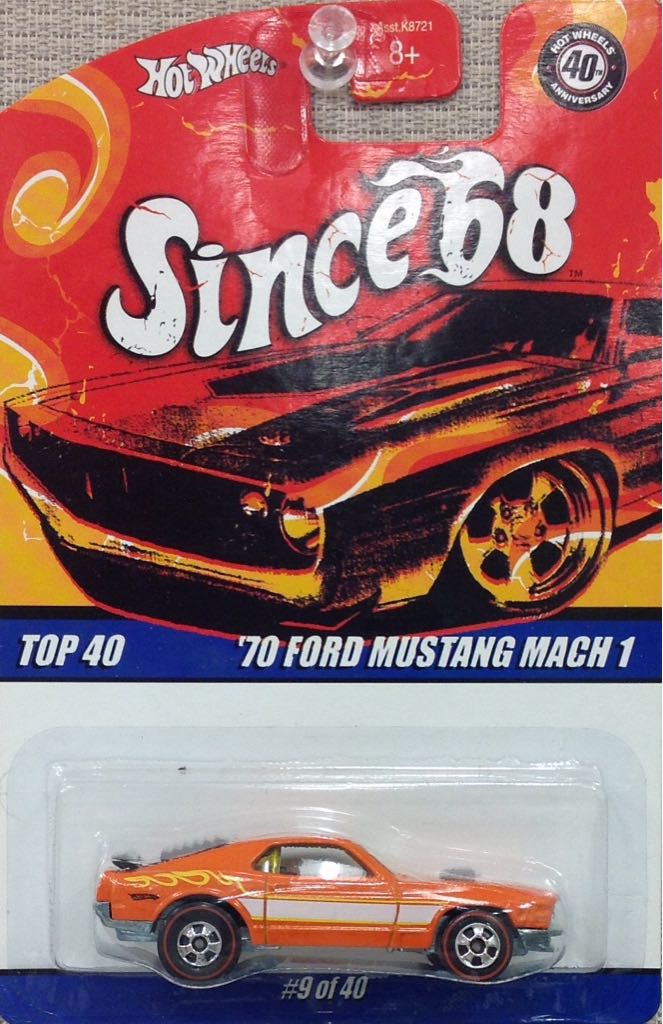 Asst.K8721
8+
HOT WHEELS
HOT WHEELS
40TH
ANNIVERSARY
Since 68
TM
TOP 40
'70 FORD MUSTANG MACH 1
#9 of 40